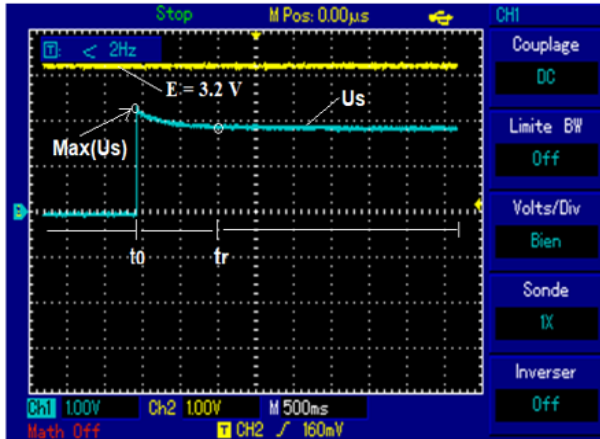 Stop M Pos: 0.00µs CH1
T: < 2Hz
E = 3.2 V
Us
Max(Us)
t0 tr
Couplage
DC
Limite BW
Off
Volts/Div
Bien
Sonde
1X
Inverser
Off
Ch1 1.00V Ch2 1.00V M 500ms
Math Off T CH2 160mV